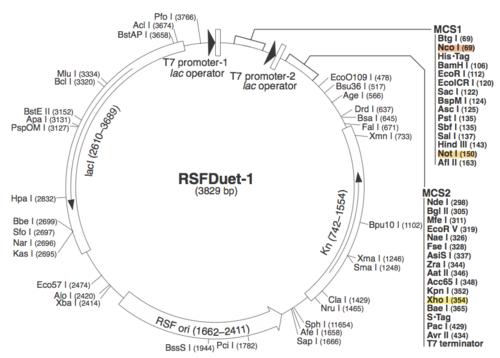 Pfo I (3766)
Acl I (3674)
BstAP I (3658)
T7 promoter-1
lac operator
T7 promoter-2
lac operator
Mlu I (3334)
Bcl I (3320)
BstE II (3152)
Apa I (3131)
PspOM I (3127)
Hpa I (2832)
Bbe I (2699)
Sfo I (2697)
Nar I (2696)
Kas I (2695)
Eco57 I (2474)
Alo I (2420)
Xba I (2414)
BssS I (1944)
Pci I (1782)
lacI (2610–3689)
RSFDuet-1
(3829 bp)
Kn (742–1554)
RSF ori (1662–2411)
EcoO109 I (478)
Bsu36 I (517)
Age I (566)
Drd I (637)
Bsa I (645)
Fal I (671)
Xmn I (733)
Bpu10 I (1102)
Xma I (1246)
Sma I (1248)
Cla I (1429)
Nru I (1465)
Sph I (11654)
Afe I (1658)
Sap I (1666)
MCS1
Btg I (69)
Nco I (69)
His•Tag
BamH I (106)
EcoR I (112)
EcoICR I (120)
Sac I (122)
BspM I (124)
Asc I (125)
Pst I (135)
Sbf I (135)
Sal I (137)
Hind III (143)
Not I (150)
Afl II (163)
MCS2
Nde I (298)
Bgl II (305)
Mfe I (311)
EcoR V (319)
Nae I (326)
Fse I (328)
AsiS I (337)
Zra I (344)
Aat II (346)
Acc65 I (348)
Kpn I (352)
Xho I (354)
Bae I (365)
S•Tag
Pac I (429)
Avr II (434)
T7 terminator